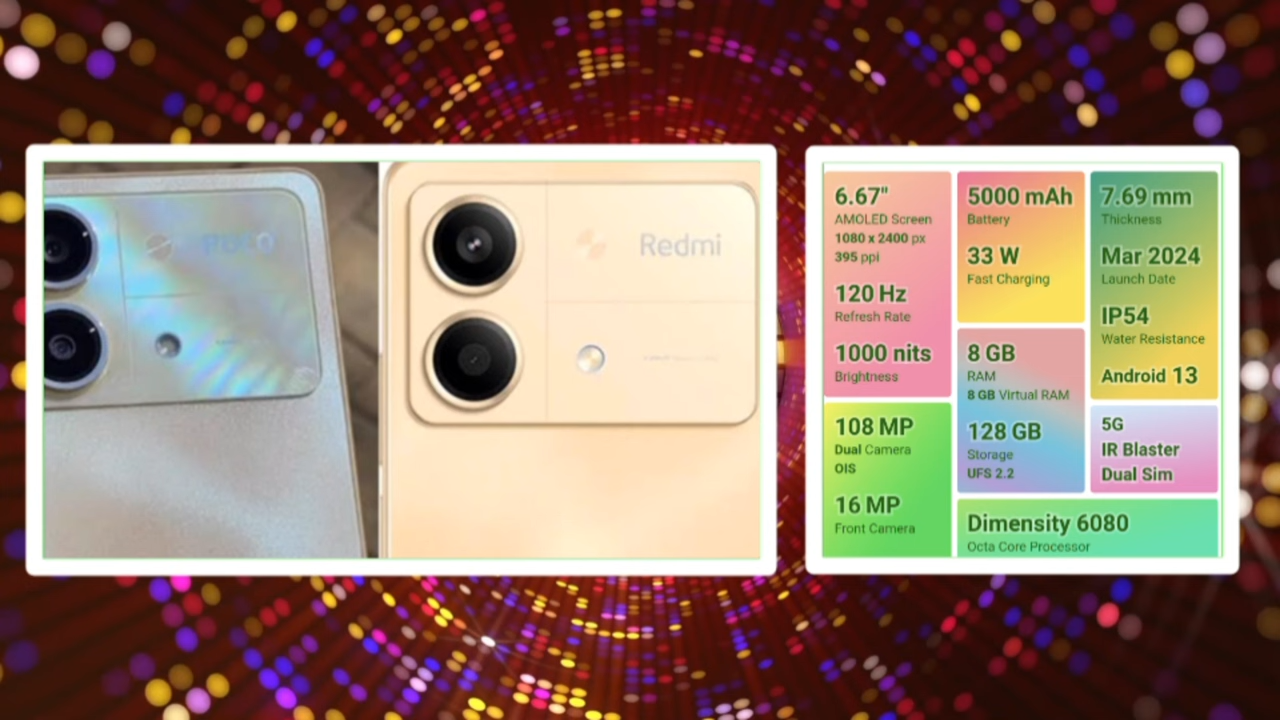 POCO
Redmi
6.67"
AMOLED Screen
1080 x 2400 px
395 ppi
120 Hz
Refresh Rate
1000 nits
Brightness
108 MP
Dual Camera
OIS
16 MP
Front Camera
5000 mAh
Battery
33 W
Fast Charging
8 GB
RAM
8 GB Virtual RAM
128 GB
Storage
UFS 2.2
7.69 mm
Thickness
Mar 2024
Launch Date
IP54
Water Resistance
Android 13
5G
IR Blaster
Dual Sim
Dimensity 6080
Octa Core Processor